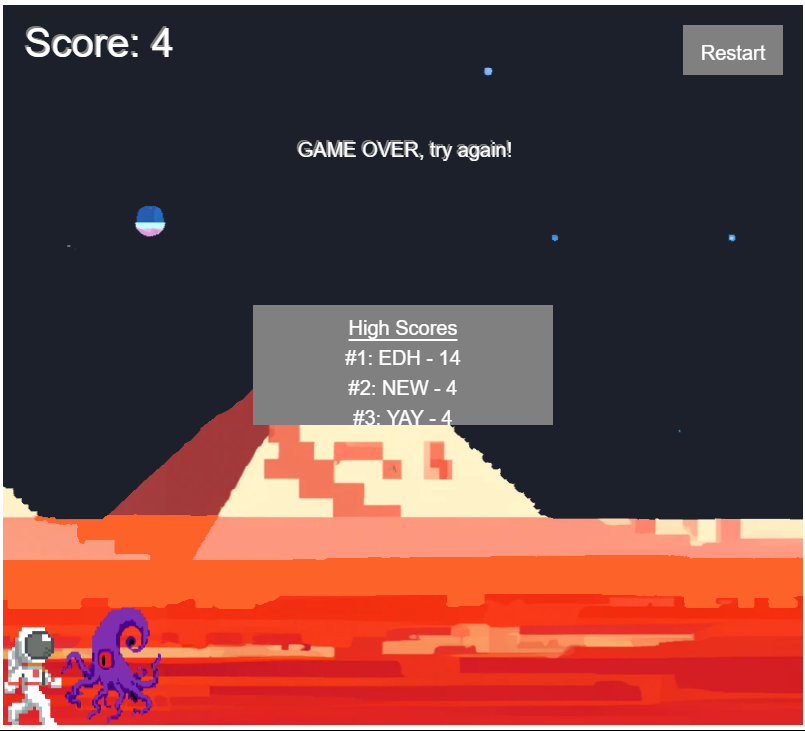 Score: 4
Restart
GAME OVER, try again!
High Scores
#1: EDH - 14
#2: NEW - 4
#3: YAY - 4